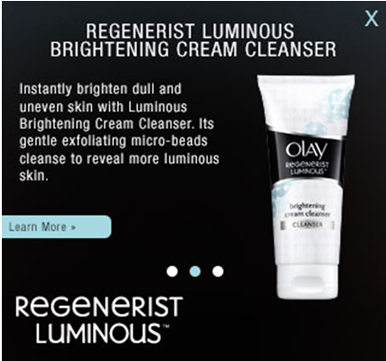 X
REGENERIST LUMINOUS
BRIGHTENING CREAM CLEANSER
Instantly brighten dull and
uneven skin with Luminous
Brightening Cream Cleanser. Its
gentle exfoliating micro-beads
cleanse to reveal more luminous
skin.
OLAY
REGENERIST
LUMINOUS™
brightening
cream cleanser
CLEANSER
Learn More »
REGENERIST
LUMINOUS™